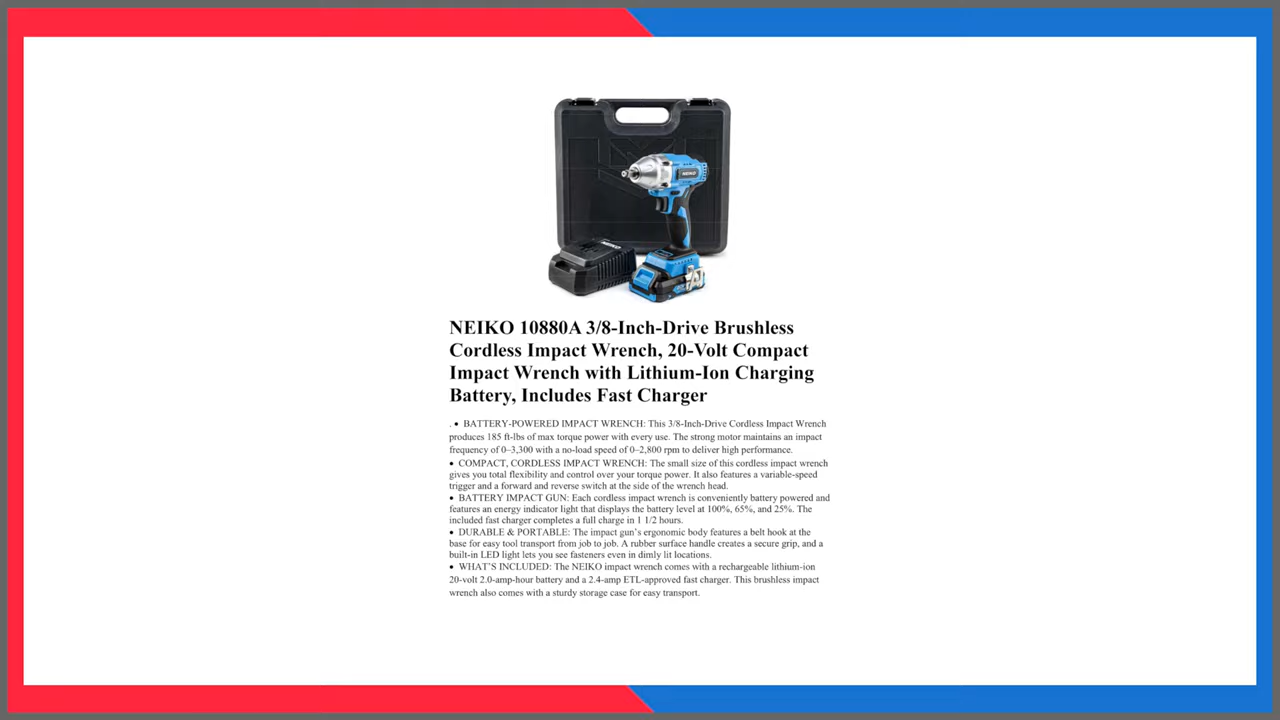 NEIKO
NEIKO
NEIKO 10880A 3/8-Inch-Drive Brushless
Cordless Impact Wrench, 20-Volt Compact
Impact Wrench with Lithium-Ion Charging
Battery, Includes Fast Charger
. • BATTERY-POWERED IMPACT WRENCH: This 3/8-Inch-Drive Cordless Impact Wrench
produces 185 ft-lbs of max torque power with every use. The strong motor maintains an impact
frequency of 0–3,300 with a no-load speed of 0–2,800 rpm to deliver high performance.
• COMPACT, CORDLESS IMPACT WRENCH: The small size of this cordless impact wrench
gives you total flexibility and control over your torque power. It also features a variable-speed
trigger and a forward and reverse switch at the side of the wrench head.
• BATTERY IMPACT GUN: Each cordless impact wrench is conveniently battery powered and
features an energy indicator light that displays the battery level at 100%, 65%, and 25%. The
included fast charger completes a full charge in 1 1/2 hours.
• DURABLE & PORTABLE: The impact gun’s ergonomic body features a belt hook at the
base for easy tool transport from job to job. A rubber surface handle creates a secure grip, and a
built-in LED light lets you see fasteners even in dimly lit locations.
• WHAT’S INCLUDED: The NEIKO impact wrench comes with a rechargeable lithium-ion
20-volt 2.0-amp-hour battery and a 2.4-amp ETL-approved fast charger. This brushless impact
wrench also comes with a sturdy storage case for easy transport.